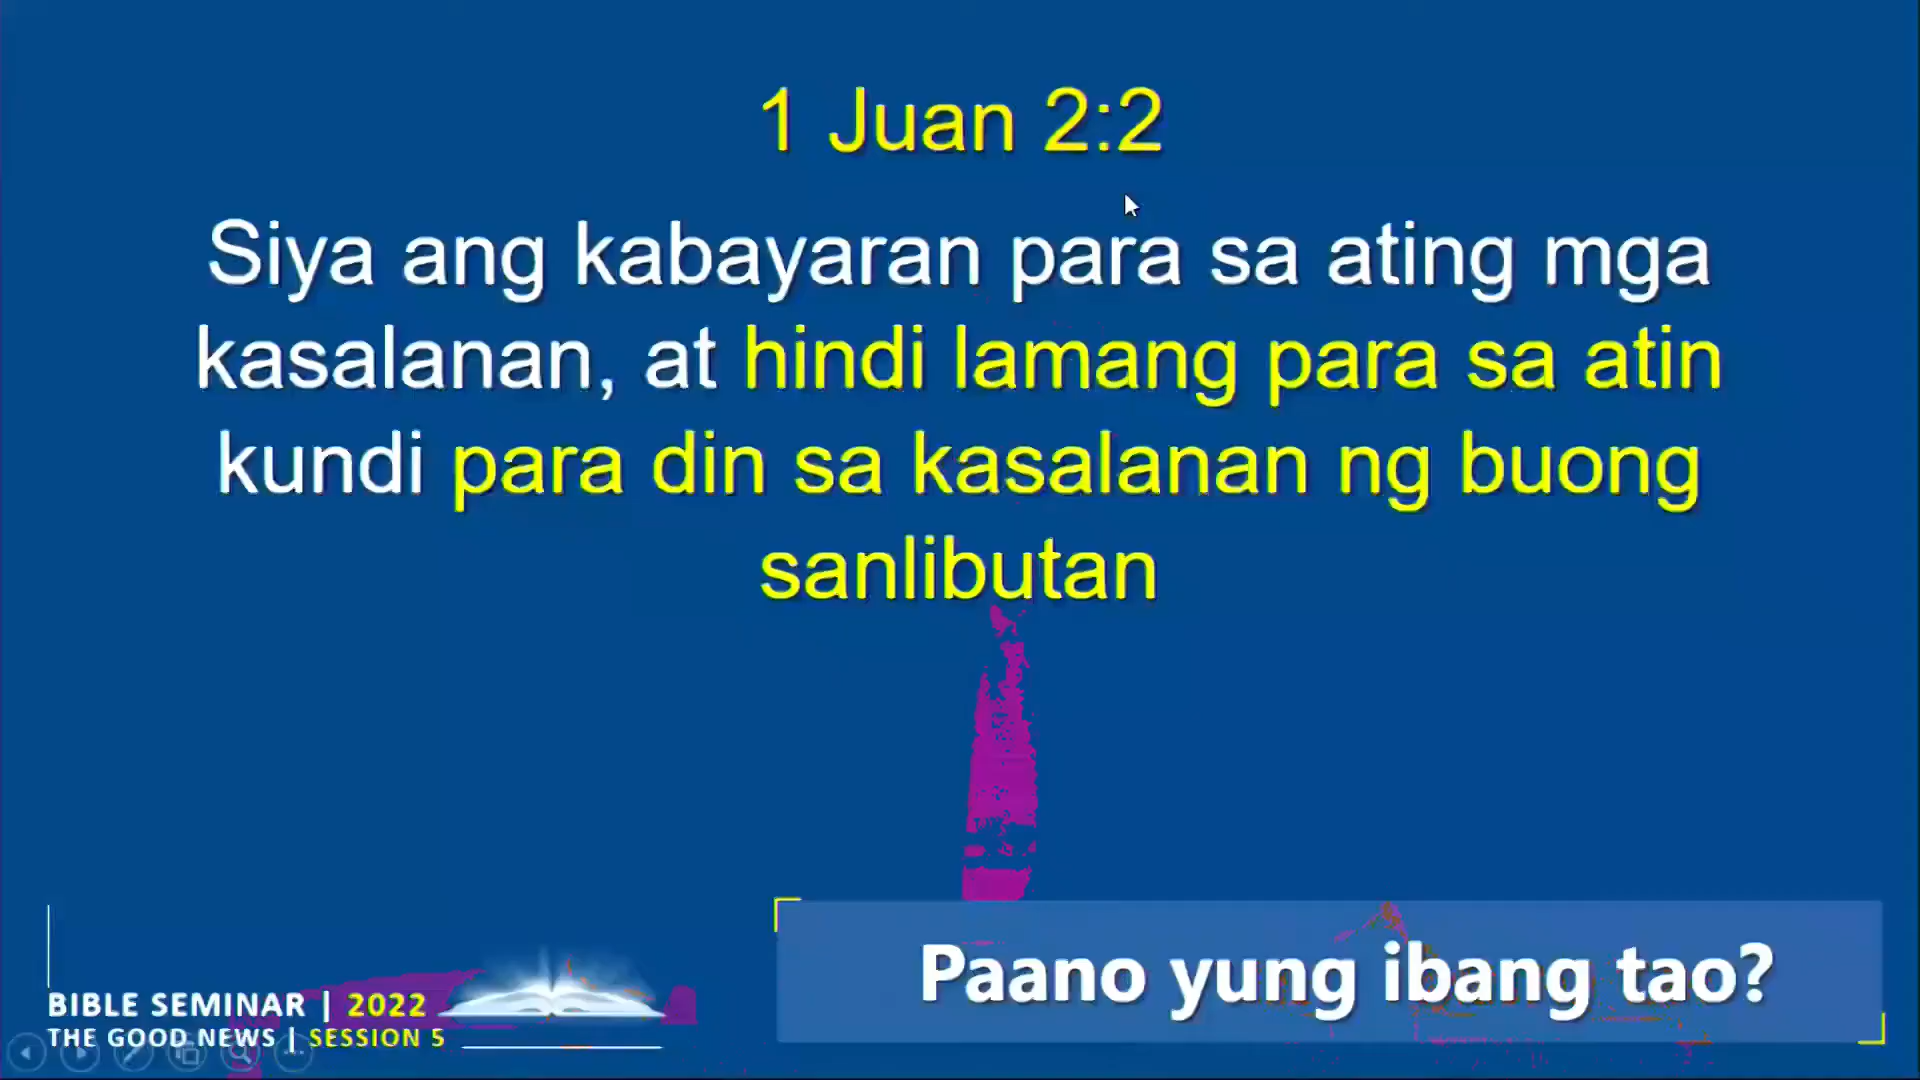 1 Juan 2:2
Siya ang kabayaran para sa ating mga
kasalanan, at hindi lamang para sa atin
kundi para din sa kasalanan ng buong
sanlibutan
Paano yung ibang tao?
BIBLE SEMINAR | 2022
THE GOOD NEWS | SESSION 5